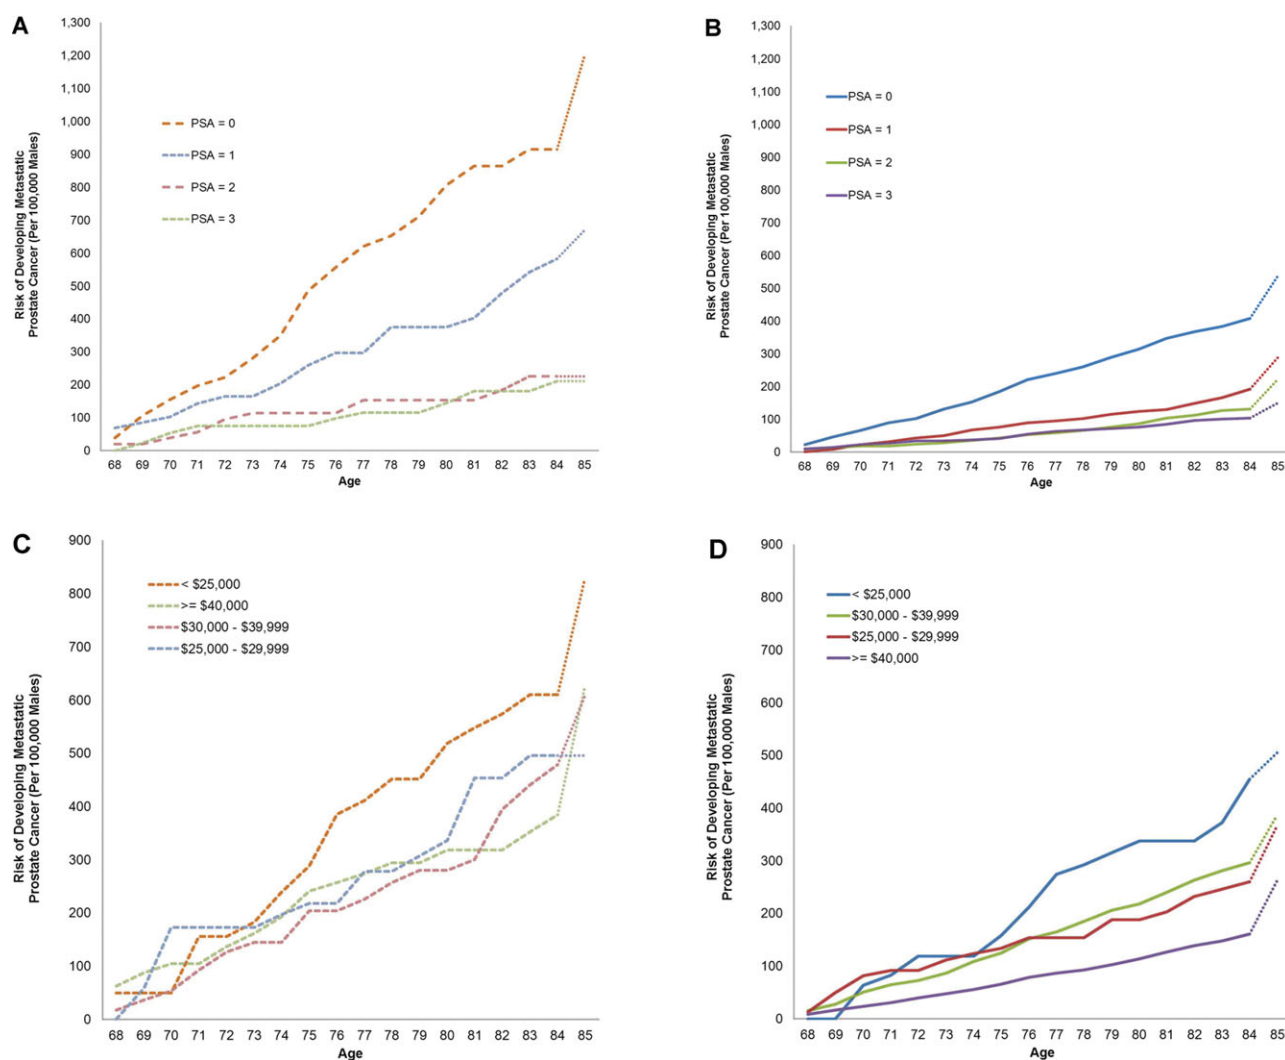 A
Risk of Developing Metastatic
Prostate Cancer (Per 100,000 Males)
1,300
1,200
1,100
1,000
900
800
700
600
500
400
300
200
100
0
PSA = 0
PSA = 1
PSA = 2
PSA = 3
68 69 70 71 72 73 74 75 76 77 78 79 80 81 82 83 84 85
Age
B
Risk of Developing Metastatic
Prostate Cancer (Per 100,000 Males)
1,300
1,200
1,100
1,000
900
800
700
600
500
400
300
200
100
0
PSA = 0
PSA = 1
PSA = 2
PSA = 3
68 69 70 71 72 73 74 75 76 77 78 79 80 81 82 83 84 85
Age
C
Risk of Developing Metastatic
Prostate Cancer (Per 100,000 Males)
900
800
700
600
500
400
300
200
100
0
< $25,000
>= $40,000
$30,000 - $39,999
$25,000 - $29,999
68 69 70 71 72 73 74 75 76 77 78 79 80 81 82 83 84 85
Age
D
Risk of Developing Metastatic
Prostate Cancer (Per 100,000 Males)
900
800
700
600
500
400
300
200
100
0
< $25,000
$30,000 - $39,999
$25,000 - $29,999
>= $40,000
68 69 70 71 72 73 74 75 76 77 78 79 80 81 82 83 84 85
Age